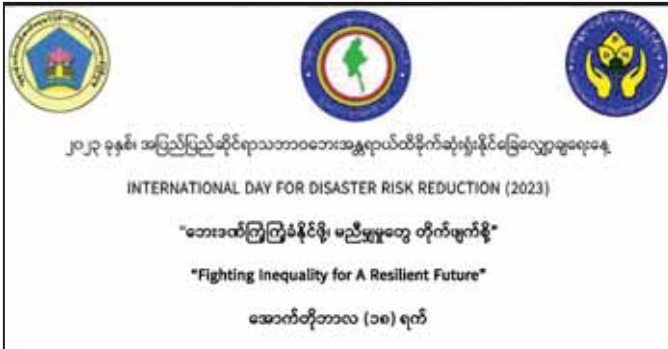 ၂၀၂၃ ခုနှစ်၊ အပြည်ပြည်ဆိုင်ရာသဘာဝဘေးအန္တရာယ်ထိခိုက်ဆုံးရှုံးနိုင်ခြေလျှော့ချရေးနေ့
INTERNATIONAL DAY FOR DISASTER RISK REDUCTION (2023)
"ဘေးဒဏ်ကြံ့ကြံ့ခံနိုင်ဖို့၊ မညီမျှမှုတွေ တိုက်ဖျက်စို့"
"Fighting Inequality for A Resilient Future"
အောက်တိုဘာလ (၁၈) ရက်